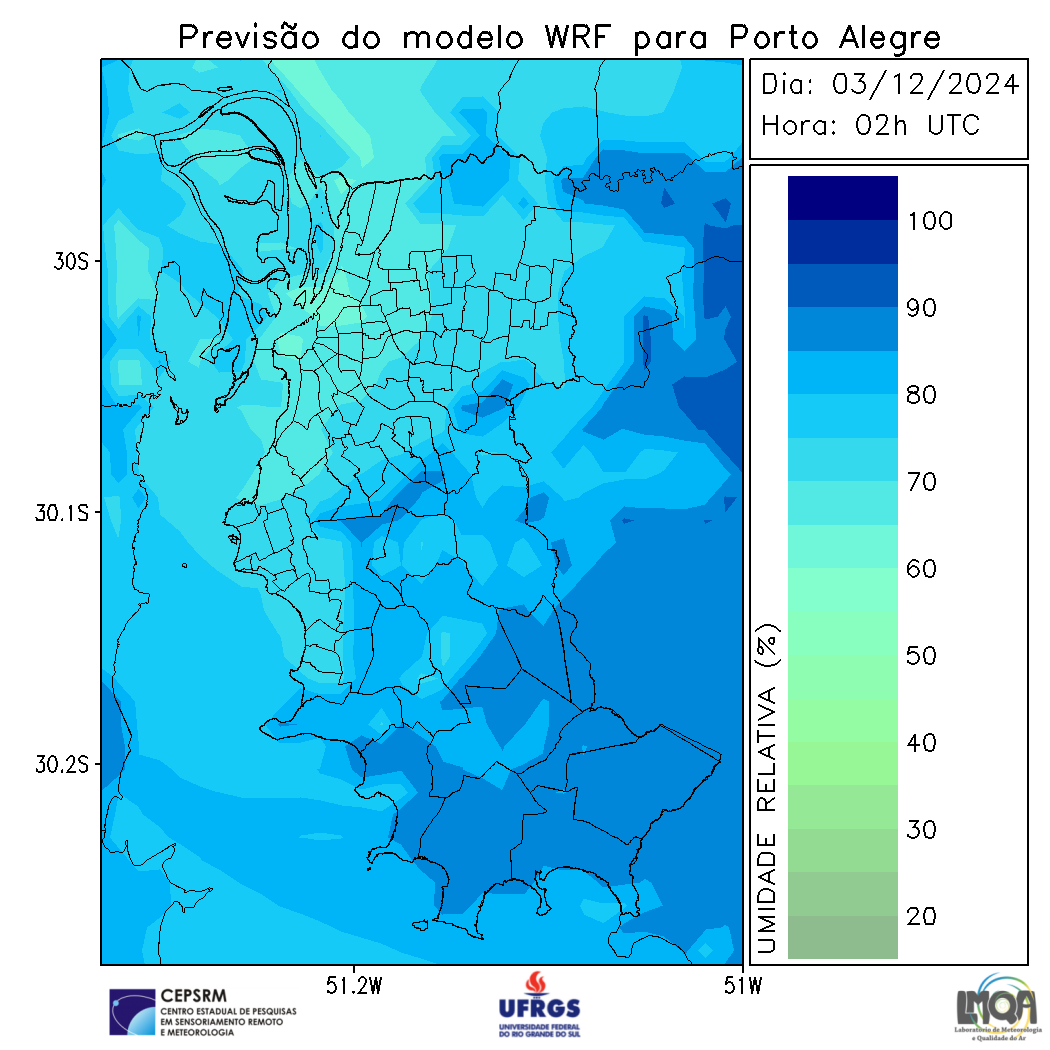 Previsão do modelo WRF para Porto Alegre
Dia: 03/12/2024
Hora: 02h UTC
30S
30.1S
30.2S
51.2W
51W
UMIDADE RELATIVA (%)
100
90
80
70
60
50
40
30
20
CEPSRM
CENTRO ESTADUAL DE PESQUISAS
EM SENSORIAMENTO REMOTO
E METEOROLOGIA
UFRGS
UNIVERSIDADE FEDERAL
DO RIO GRANDE DO SUL
LMQA
Laboratório de Meteorologia
e Qualidade do Ar